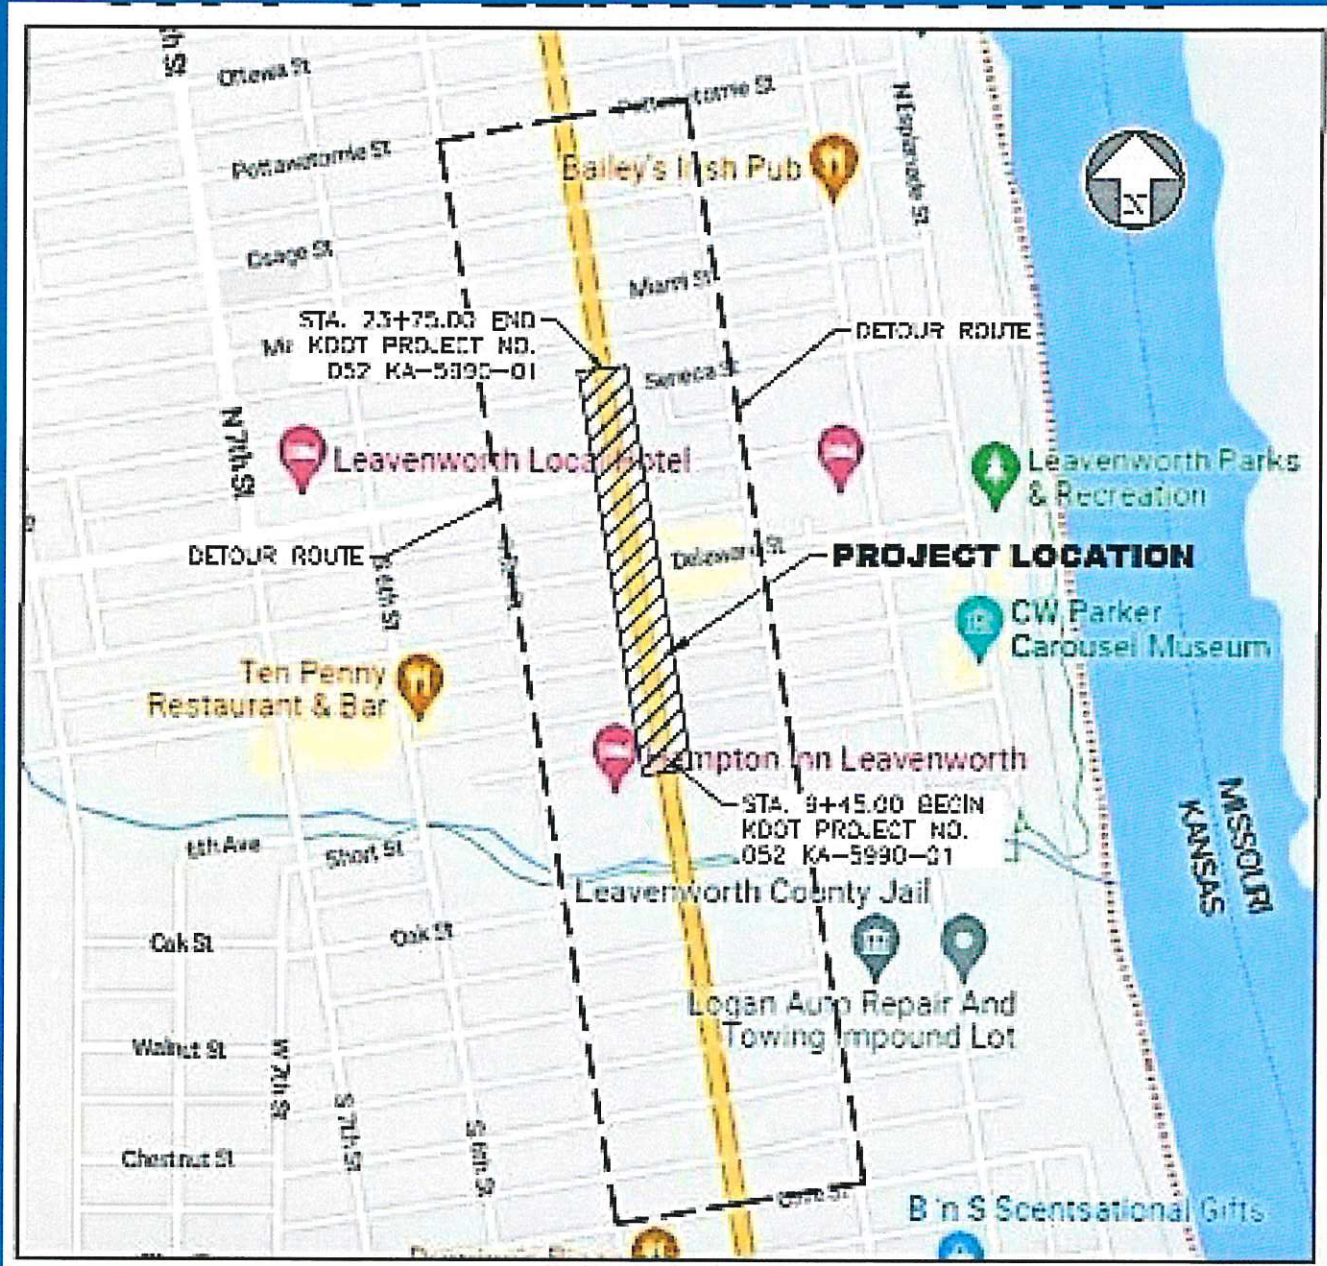 Ottawa St
Pottawatomie St
Pottawatomie St
N Esplanade St
Bailey's Irish Pub
N
Osage St
Miami St
STA. 23+75.00 END
KDOT PROJECT NO.
052 KA-5990-01
DETOUR ROUTE
Seneca St
N 7th St
Leavenworth Local Hotel
Leavenworth Parks
& Recreation
DETOUR ROUTE
Delaware St
PROJECT LOCATION
S 6th St
CW Parker
Carousel Museum
Ten Penny
Restaurant & Bar
Hampton Inn Leavenworth
STA. 9+45.00 BEGIN
KDOT PROJECT NO.
052 KA-5990-01
MISSOURI
KANSAS
6th Ave
Short St
Leavenworth County Jail
Oak St
Oak St
Logan Auto Repair And
Towing Impound Lot
Walnut St
W 7th St
S 7th St
S 6th St
Chestnut St
B 'n S Scentsational Gifts